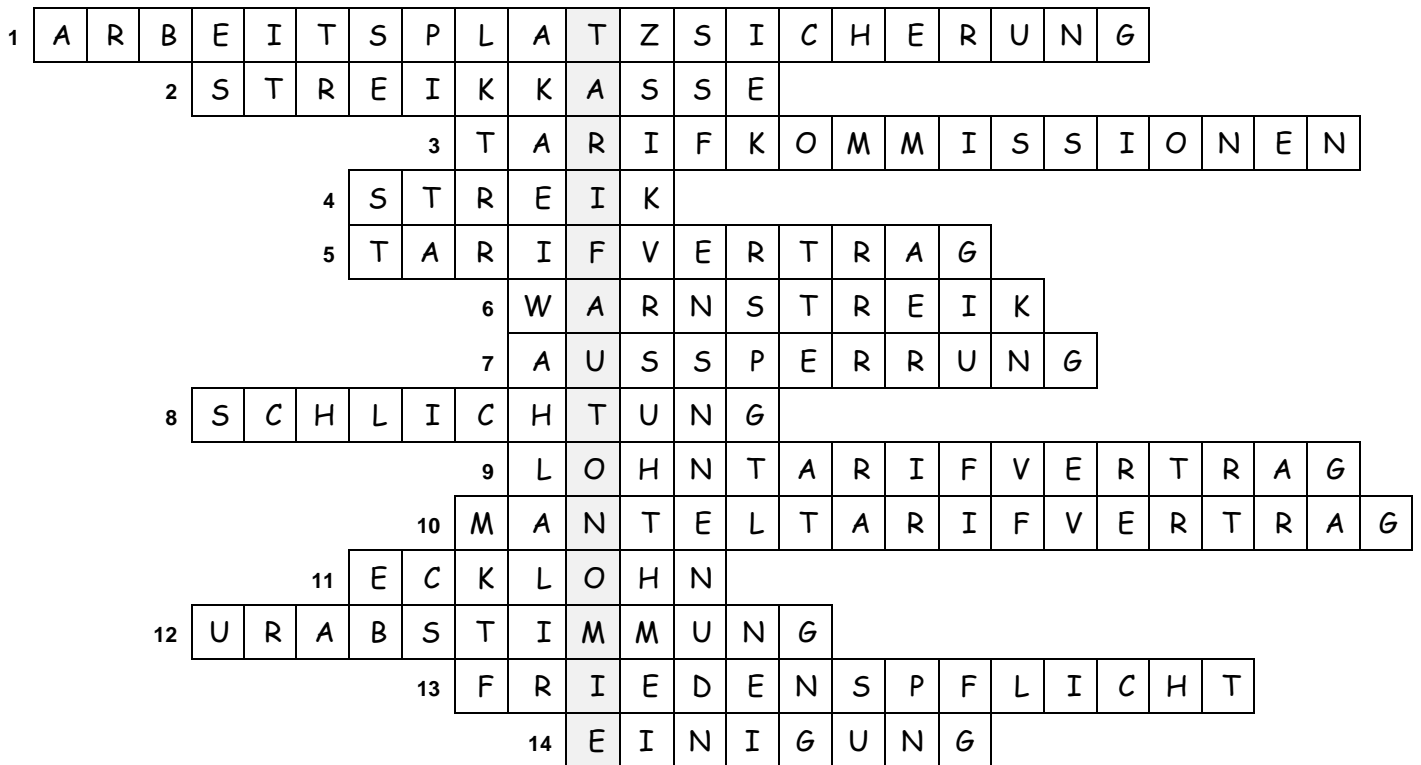 1 ARBEITSPLATZSICHERUNG
2 STREIKKASSE
3 TARIFKOMMISSIONEN
4 STREIK
5 TARIFVERTRAG
6 WARNSTREIK
7 AUSSPERRUNG
8 SCHLICHTUNG
9 LOHNTARIFVERTRAG
10 MANTELTARIFVERTRAG
11 ECKLOHN
12 URABSTIMMUNG
13 FRIEDENSPFLICHT
14 EINIGUNG